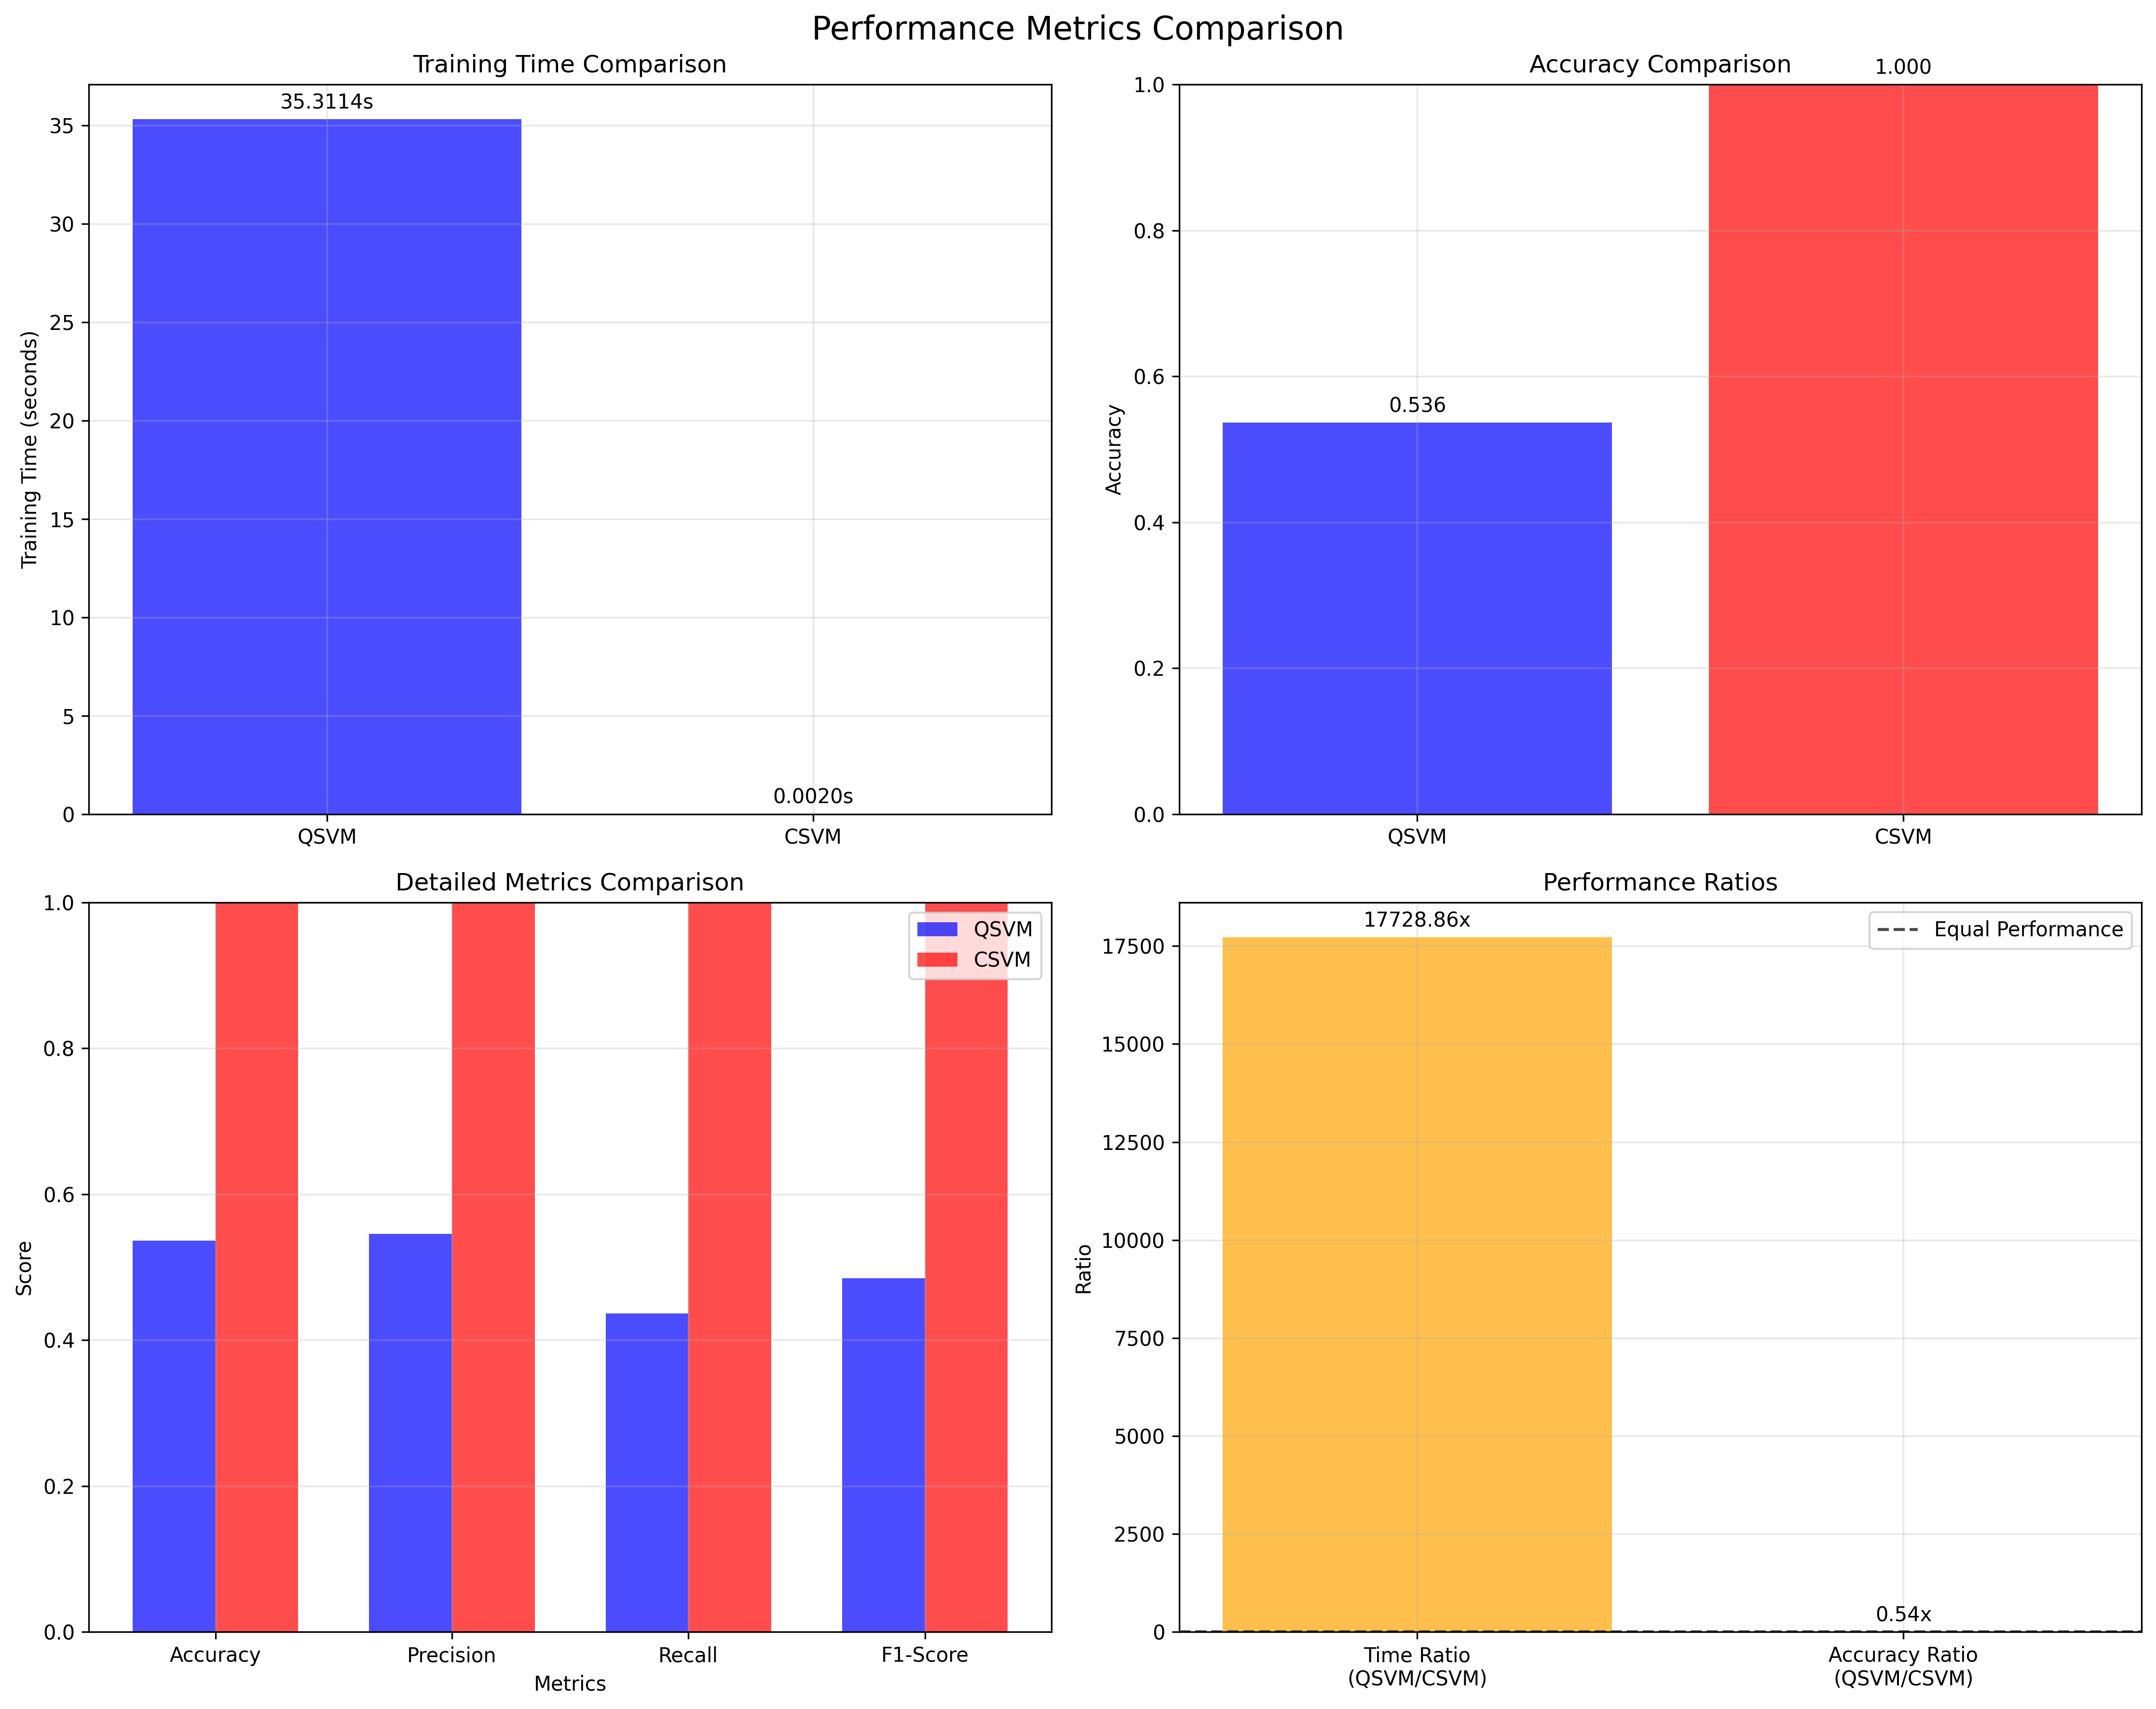 Performance Metrics Comparison
Training Time Comparison
35.3114s
0.0020s
35
30
25
20
15
10
5
0
Training Time (seconds)
QSVM
CSVM
Accuracy Comparison
1.000
0.536
1.0
0.8
0.6
0.4
0.2
0.0
Accuracy
QSVM
CSVM
Detailed Metrics Comparison
QSVM
CSVM
1.0
0.8
0.6
0.4
0.2
0.0
Score
Accuracy
Precision
Recall
F1-Score
Metrics
Performance Ratios
17728.86x
Equal Performance
0.54x
17500
15000
12500
10000
7500
5000
2500
0
Ratio
Time Ratio
(QSVM/CSVM)
Accuracy Ratio
(QSVM/CSVM)